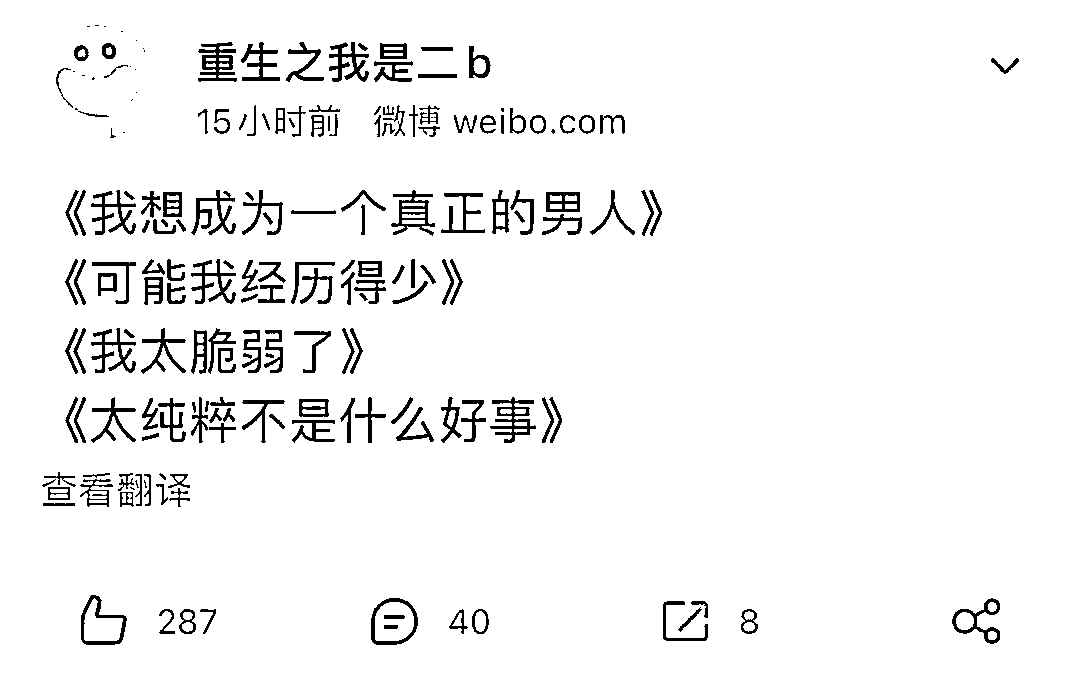 重生之我是二b
15小时前 微博 weibo.com
《我想成为一个真正的男人》
《可能我经历得少》
《我太脆弱了》
《太纯粹不是什么好事》
查看翻译
287 40 8